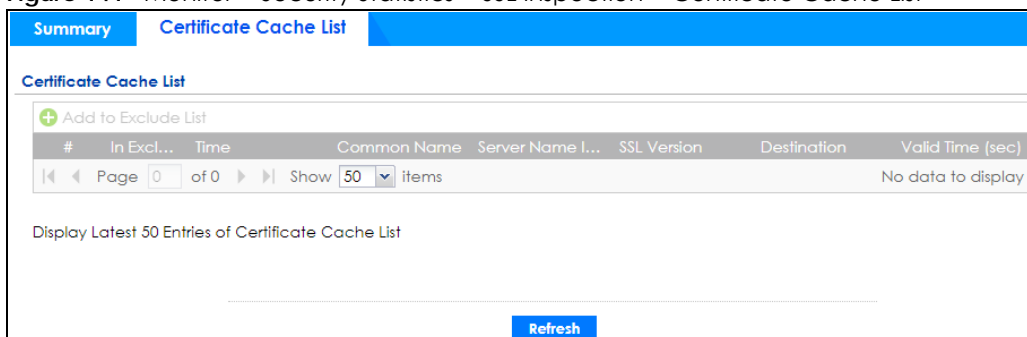 Summary Certificate Cache List
Certificate Cache List
Add to Exclude List
# In Excl... Time Common Name Server Name I... SSL Version Destination Valid Time (sec)
Page 0 of 0 Show 50 items No data to display
Display Latest 50 Entries of Certificate Cache List
Refresh